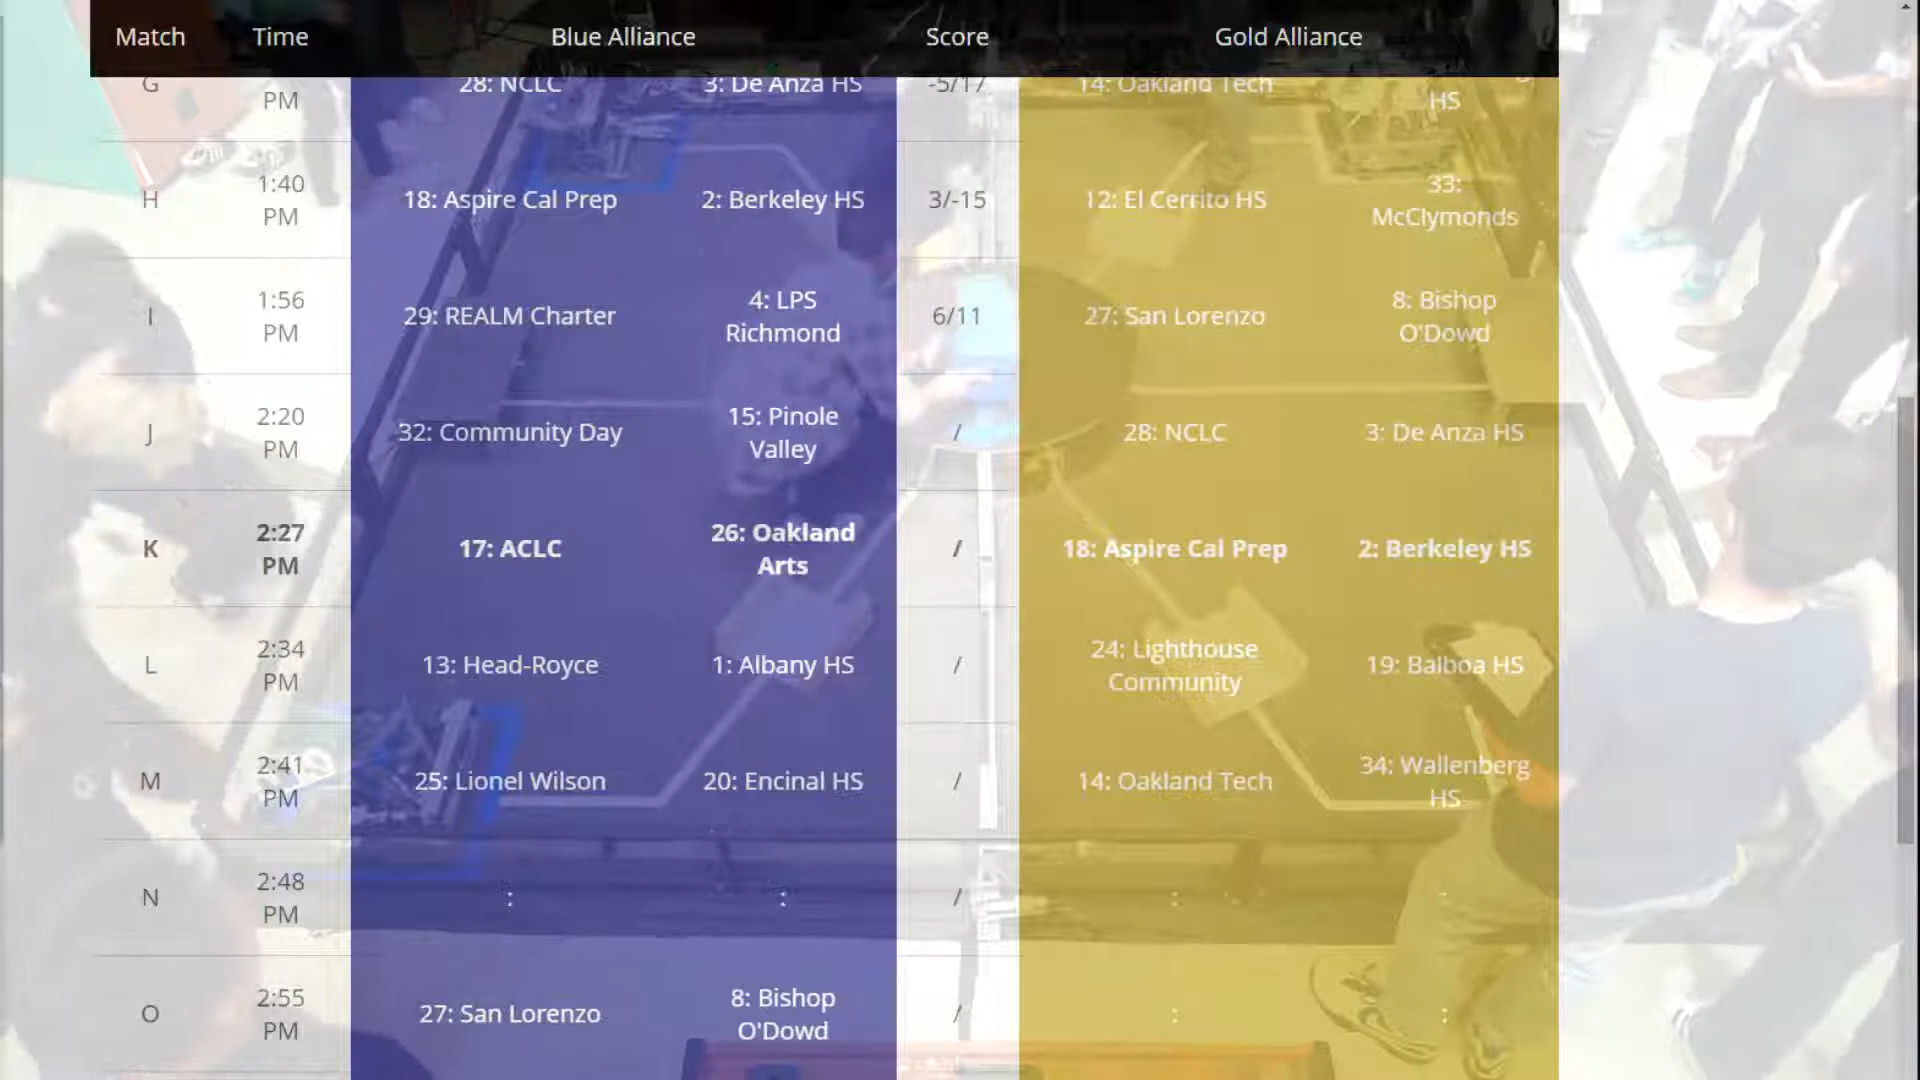 Match Time Blue Alliance Score Gold Alliance
G PM 28: NCLC 3: De Anza HS -5/17 14: Oakland Tech HS
H 1:40 PM 18: Aspire Cal Prep 2: Berkeley HS 3/-15 12: El Cerrito HS 33: McClymonds
I 1:56 PM 29: REALM Charter 4: LPS Richmond 6/11 27: San Lorenzo 8: Bishop O'Dowd
J 2:20 PM 32: Community Day 15: Pinole Valley / 28: NCLC 3: De Anza HS
K 2:27 PM 17: ACLC 26: Oakland Arts / 18: Aspire Cal Prep 2: Berkeley HS
L 2:34 PM 13: Head-Royce 1: Albany HS / 24: Lighthouse Community 19: Balboa HS
M 2:41 PM 25: Lionel Wilson 20: Encinal HS / 14: Oakland Tech 34: Wallenberg HS
N 2:48 PM : : / : :
O 2:55 PM 27: San Lorenzo 8: Bishop O'Dowd / : :